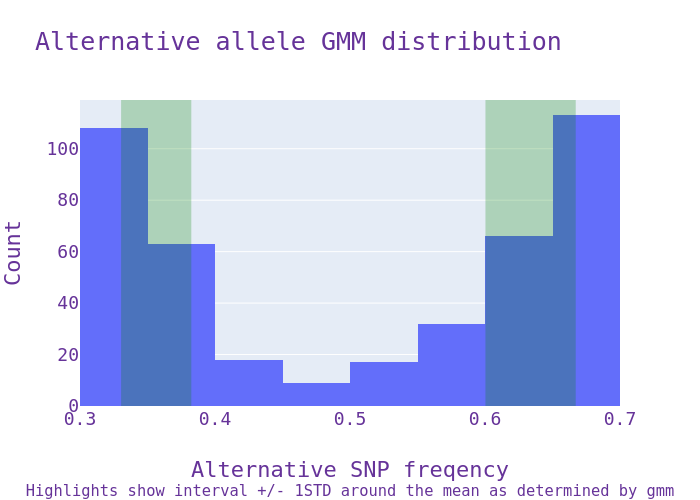 Alternative allele GMM distribution
Count
100
80
60
40
20
0
0.3 0.4 0.5 0.6 0.7
Alternative SNP freqency
Highlights show interval +/- 1STD around the mean as determined by gmm